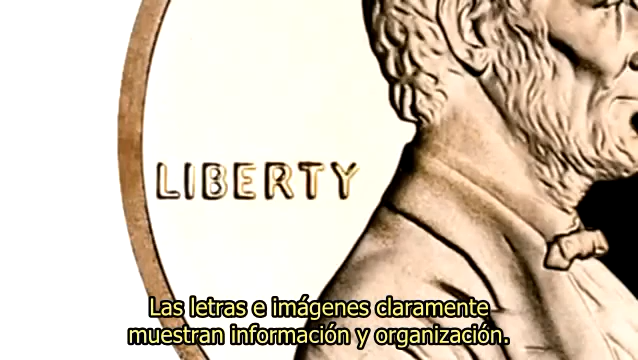 LIBERTY
Las letras e imágenes claramente
muestran información y organización.